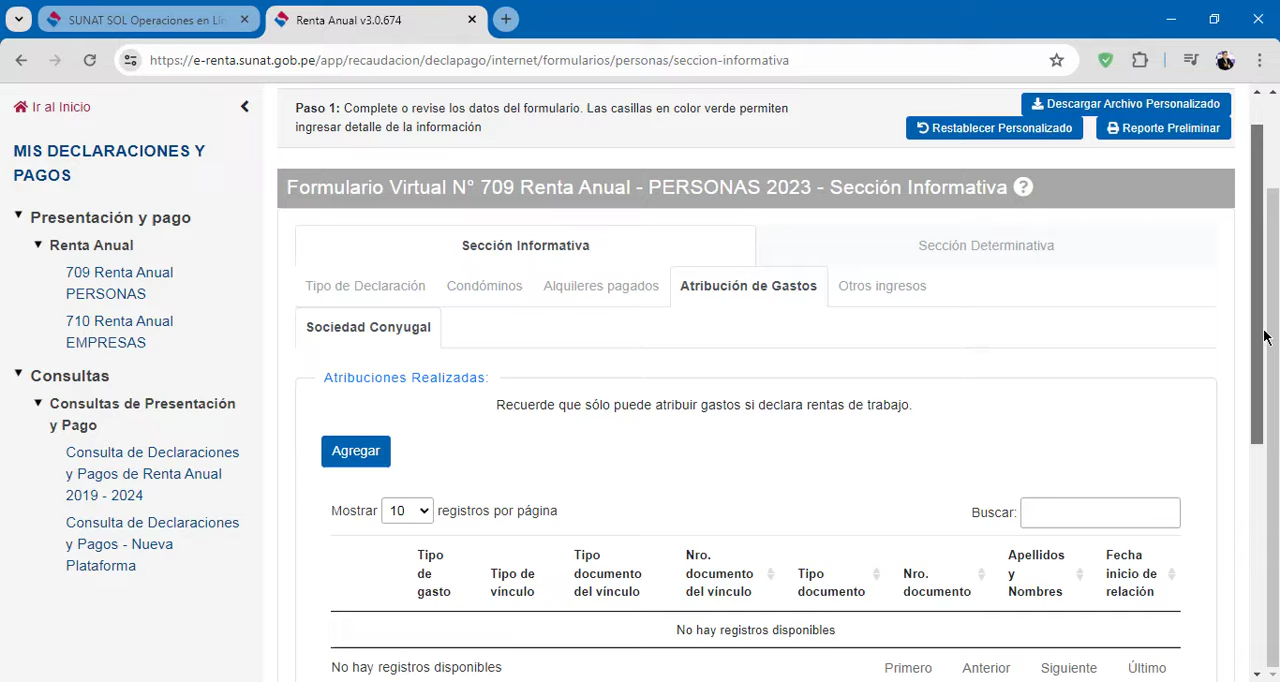 SUNAT SOL Operaciones en Lín
Renta Anual v3.0.674
https://e-renta.sunat.gob.pe/app/recaudacion/declapago/internet/formularios/personas/seccion-informativa
Ir al Inicio
MIS DECLARACIONES Y
PAGOS
Presentación y pago
Renta Anual
709 Renta Anual
PERSONAS
710 Renta Anual
EMPRESAS
Consultas
Consultas de Presentación
y Pago
Consulta de Declaraciones
y Pagos de Renta Anual
2019 - 2024
Consulta de Declaraciones
y Pagos - Nueva
Plataforma
Paso 1: Complete o revise los datos del formulario. Las casillas en color verde permiten
ingresar detalle de la información
Descargar Archivo Personalizado
Restablecer Personalizado
Reporte Preliminar
Formulario Virtual N° 709 Renta Anual - PERSONAS 2023 - Sección Informativa ?
Sección Informativa
Sección Determinativa
Tipo de Declaración
Condóminos
Alquileres pagados
Atribución de Gastos
Otros ingresos
Sociedad Conyugal
Atribuciones Realizadas:
Recuerde que sólo puede atribuir gastos si declara rentas de trabajo.
Agregar
Mostrar 10 registros por página
Buscar:
Tipo
de
gasto
Tipo de
vínculo
Tipo
documento
del vínculo
Nro.
documento
del vínculo
Tipo
documento
Nro.
documento
Apellidos
y
Nombres
Fecha
inicio de
relación
No hay registros disponibles
No hay registros disponibles
Primero
Anterior
Siguiente
Último